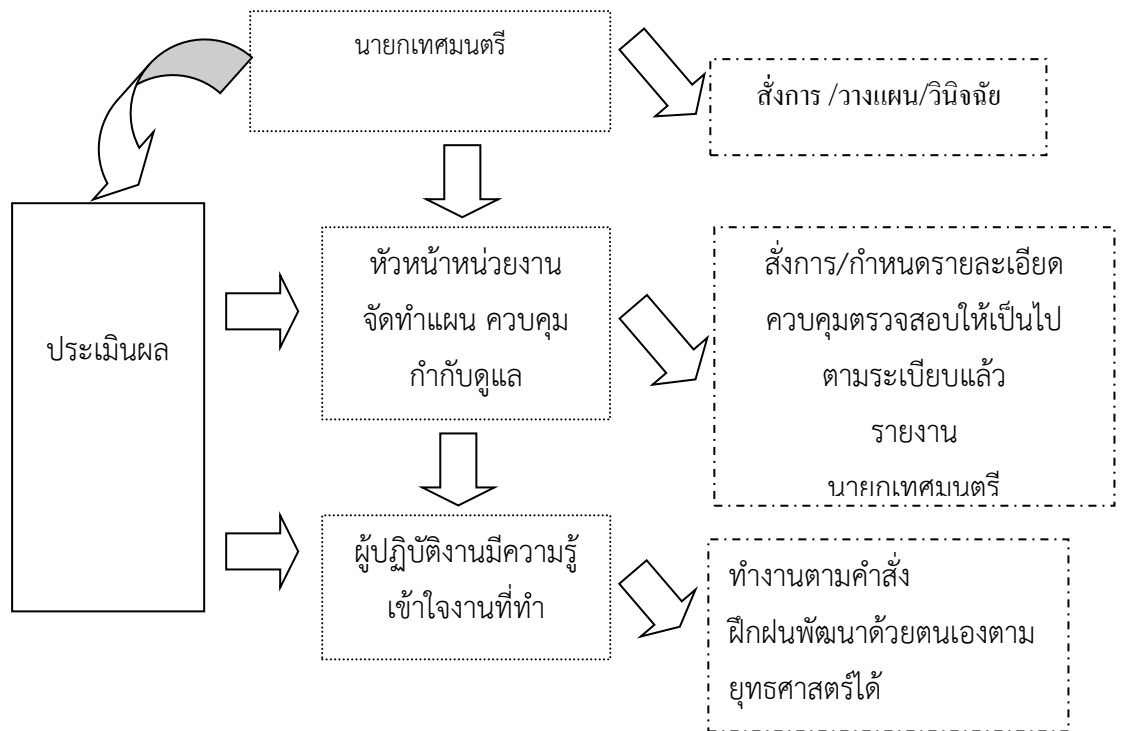 นายกเทศมนตรี
สั่งการ /วางแผน/วินิจฉัย
ประเมินผล
หัวหน้าหน่วยงาน
จัดทำแผน ควบคุม
กำกับดูแล
สั่งการ/กำหนดรายละเอียด
ควบคุมตรวจสอบให้เป็นไป
ตามระเบียบแล้ว
รายงาน
นายกเทศมนตรี
ผู้ปฏิบัติงานมีความรู้
เข้าใจงานที่ทำ
ทำงานตามคำสั่ง
ฝึกฝนพัฒนาด้วยตนเองตาม
ยุทธศาสตร์ได้